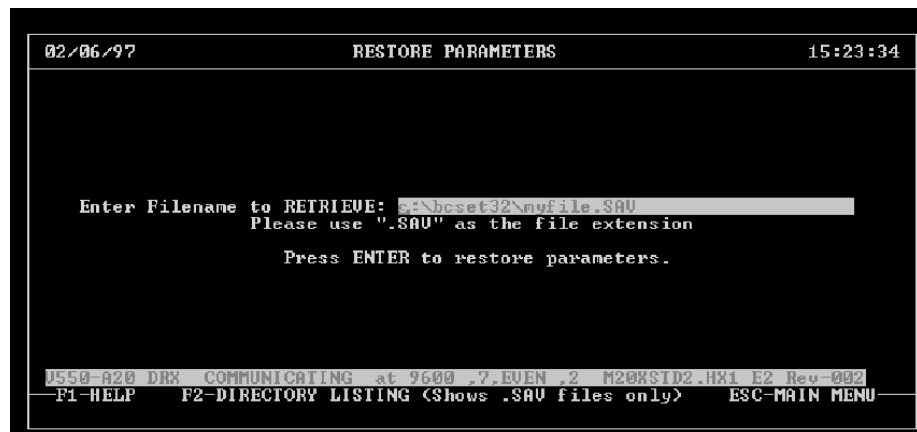 02/06/97 RESTORE PARAMETERS 15:23:34
Enter Filename to RETRIEVE: c:\bcset32\myfile.SAV
Please use ".SAV" as the file extension
Press ENTER to restore parameters.
V550-A20 DRX COMMUNICATING at 9600 ,7,EVEN ,2 M20XSTD2.HX1 E2 Rev-002
F1-HELP F2-DIRECTORY LISTING (Shows .SAV files only) ESC-MAIN MENU